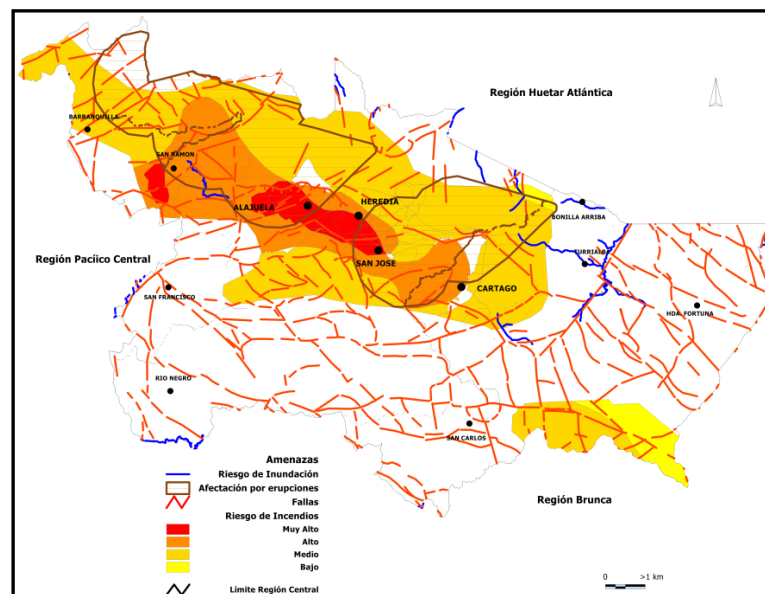 Región Huetar Atlántica
BARRANQUILLA
SAN RAMON
ALAJUELA
HEREDIA
BONILLA ARRIBA
SAN JOSE
Región Pacíico Central
TURRIALBA
CARTAGO
SAN FRANCISCO
HDA. FORTUNA
RIO NEGRO
SAN CARLOS
Región Brunca
Amenazas
Riesgo de Inundación
Afectación por erupciones
Fallas
Riesgo de Incendios
Muy Alto
Alto
Medio
Bajo
Límite Región Central
0 >1 km